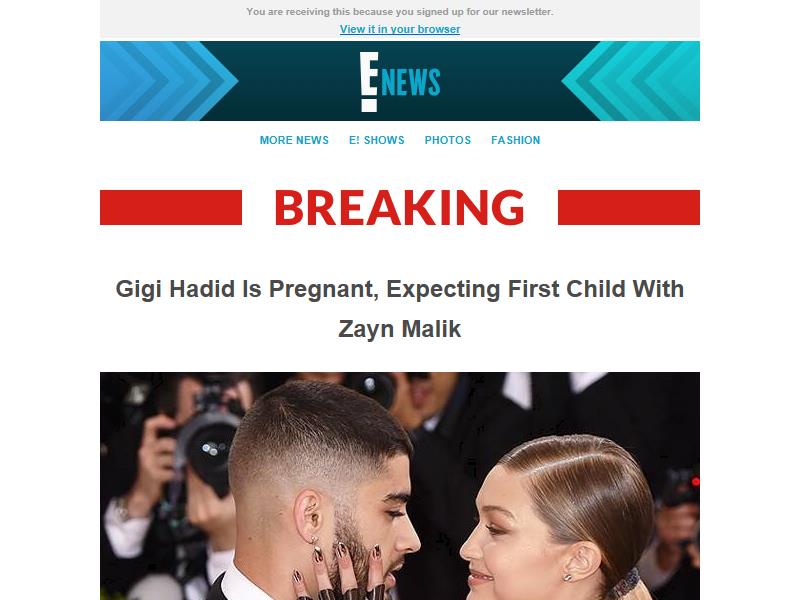 You are receiving this because you signed up for our newsletter.
View it in your browser
E! NEWS
MORE NEWS E! SHOWS PHOTOS FASHION
BREAKING
Gigi Hadid Is Pregnant, Expecting First Child With
Zayn Malik